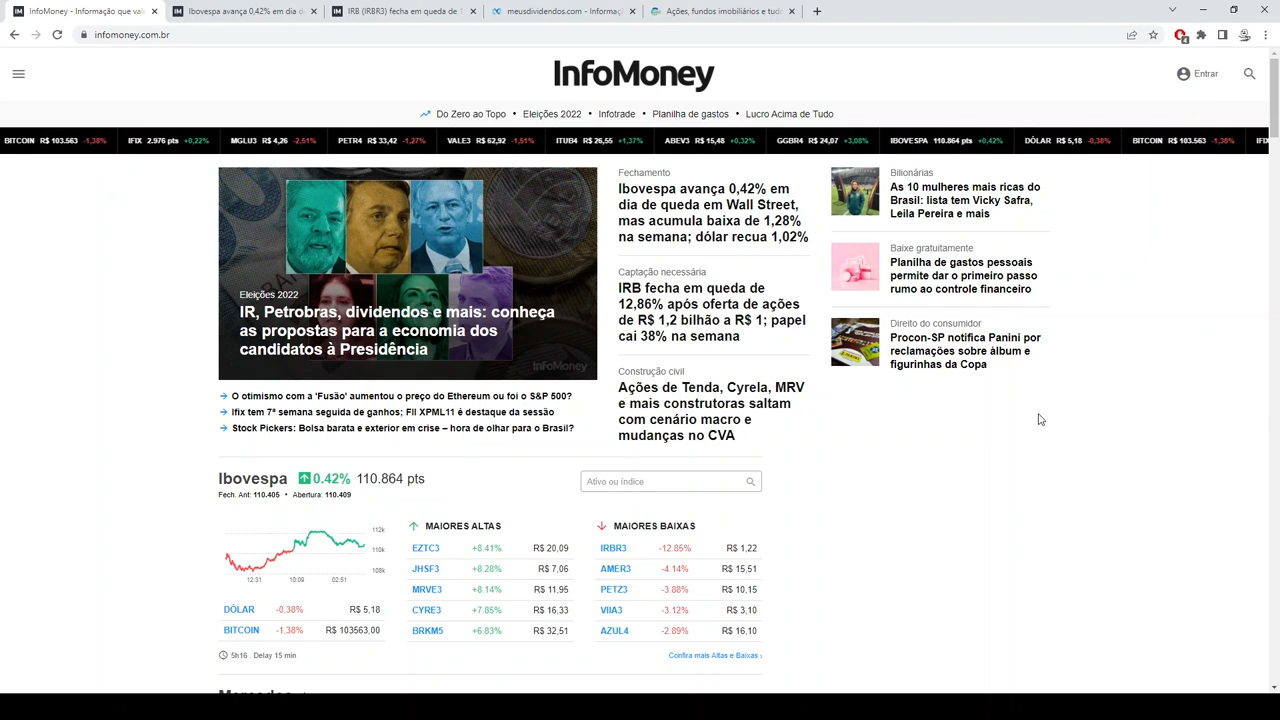 InfoMoney - Informação que val
Ibovespa avança 0,42% em dia d
IRB (IRBR3) fecha em queda de 1
meusdividendos.com - Informaç
Ações, fundos imobiliários e tudo
infomoney.com.br
InfoMoney
Entrar
Do Zero ao Topo • Eleições 2022 • Infotrade • Planilha de gastos • Lucro Acima de Tudo
BITCOIN R$ 103.563 -1,38% IFIX 2.976 pts +0,22% MGLU3 R$ 4,26 -2,51% PETR4 R$ 33,42 -1,27% VALE3 R$ 62,92 -1,51% ITUB4 R$ 26,55 +1,37% ABEV3 R$ 15,48 +0,32% GGBR4 R$ 24,07 +3,08% IBOVESPA 110.864 pts +0,42% DÓLAR R$ 5,18 -0,38% BITCOIN R$ 103.563 -1,38% IFIX
Eleições 2022
IR, Petrobras, dividendos e mais: conheça
as propostas para a economia dos
candidatos à Presidência
InfoMoney
O otimismo com a 'Fusão' aumentou o preço do Ethereum ou foi o S&P 500?
Ifix tem 7ª semana seguida de ganhos; FII XPML11 é destaque da sessão
Stock Pickers: Bolsa barata e exterior em crise – hora de olhar para o Brasil?
Fechamento
Ibovespa avança 0,42% em
dia de queda em Wall Street,
mas acumula baixa de 1,28%
na semana; dólar recua 1,02%
Captação necessária
IRB fecha em queda de
12,86% após oferta de ações
de R$ 1,2 bilhão a R$ 1; papel
cai 38% na semana
Construção civil
Ações de Tenda, Cyrela, MRV
e mais construtoras saltam
com cenário macro e
mudanças no CVA
Bilionárias
As 10 mulheres mais ricas do
Brasil: lista tem Vicky Safra,
Leila Pereira e mais
Baixe gratuitamente
Planilha de gastos pessoais
permite dar o primeiro passo
rumo ao controle financeiro
Direito do consumidor
Procon-SP notifica Panini por
reclamações sobre álbum e
figurinhas da Copa
Ibovespa 0.42% 110.864 pts
Fech. Ant: 110.405 • Abertura: 110.409
Ativo ou índice
112k
110k
108k
12:31 10:09 02:51
DÓLAR -0,38% R$ 5,18
BITCOIN -1,38% R$ 103563,00
5h16 . Delay 15 min
MAIORES ALTAS
EZTC3 +8.41% R$ 20,09
JHSF3 +8.28% R$ 7,06
MRVE3 +8.14% R$ 11,95
CYRE3 +7.85% R$ 16,33
BRKM5 +6.83% R$ 32,51
MAIORES BAIXAS
IRBR3 -12.85% R$ 1,22
AMER3 -4.14% R$ 15,51
PETZ3 -3.88% R$ 10,15
VIIA3 -3.12% R$ 3,10
AZUL4 -2.89% R$ 16,10
Confira mais Altas e Baixas ›